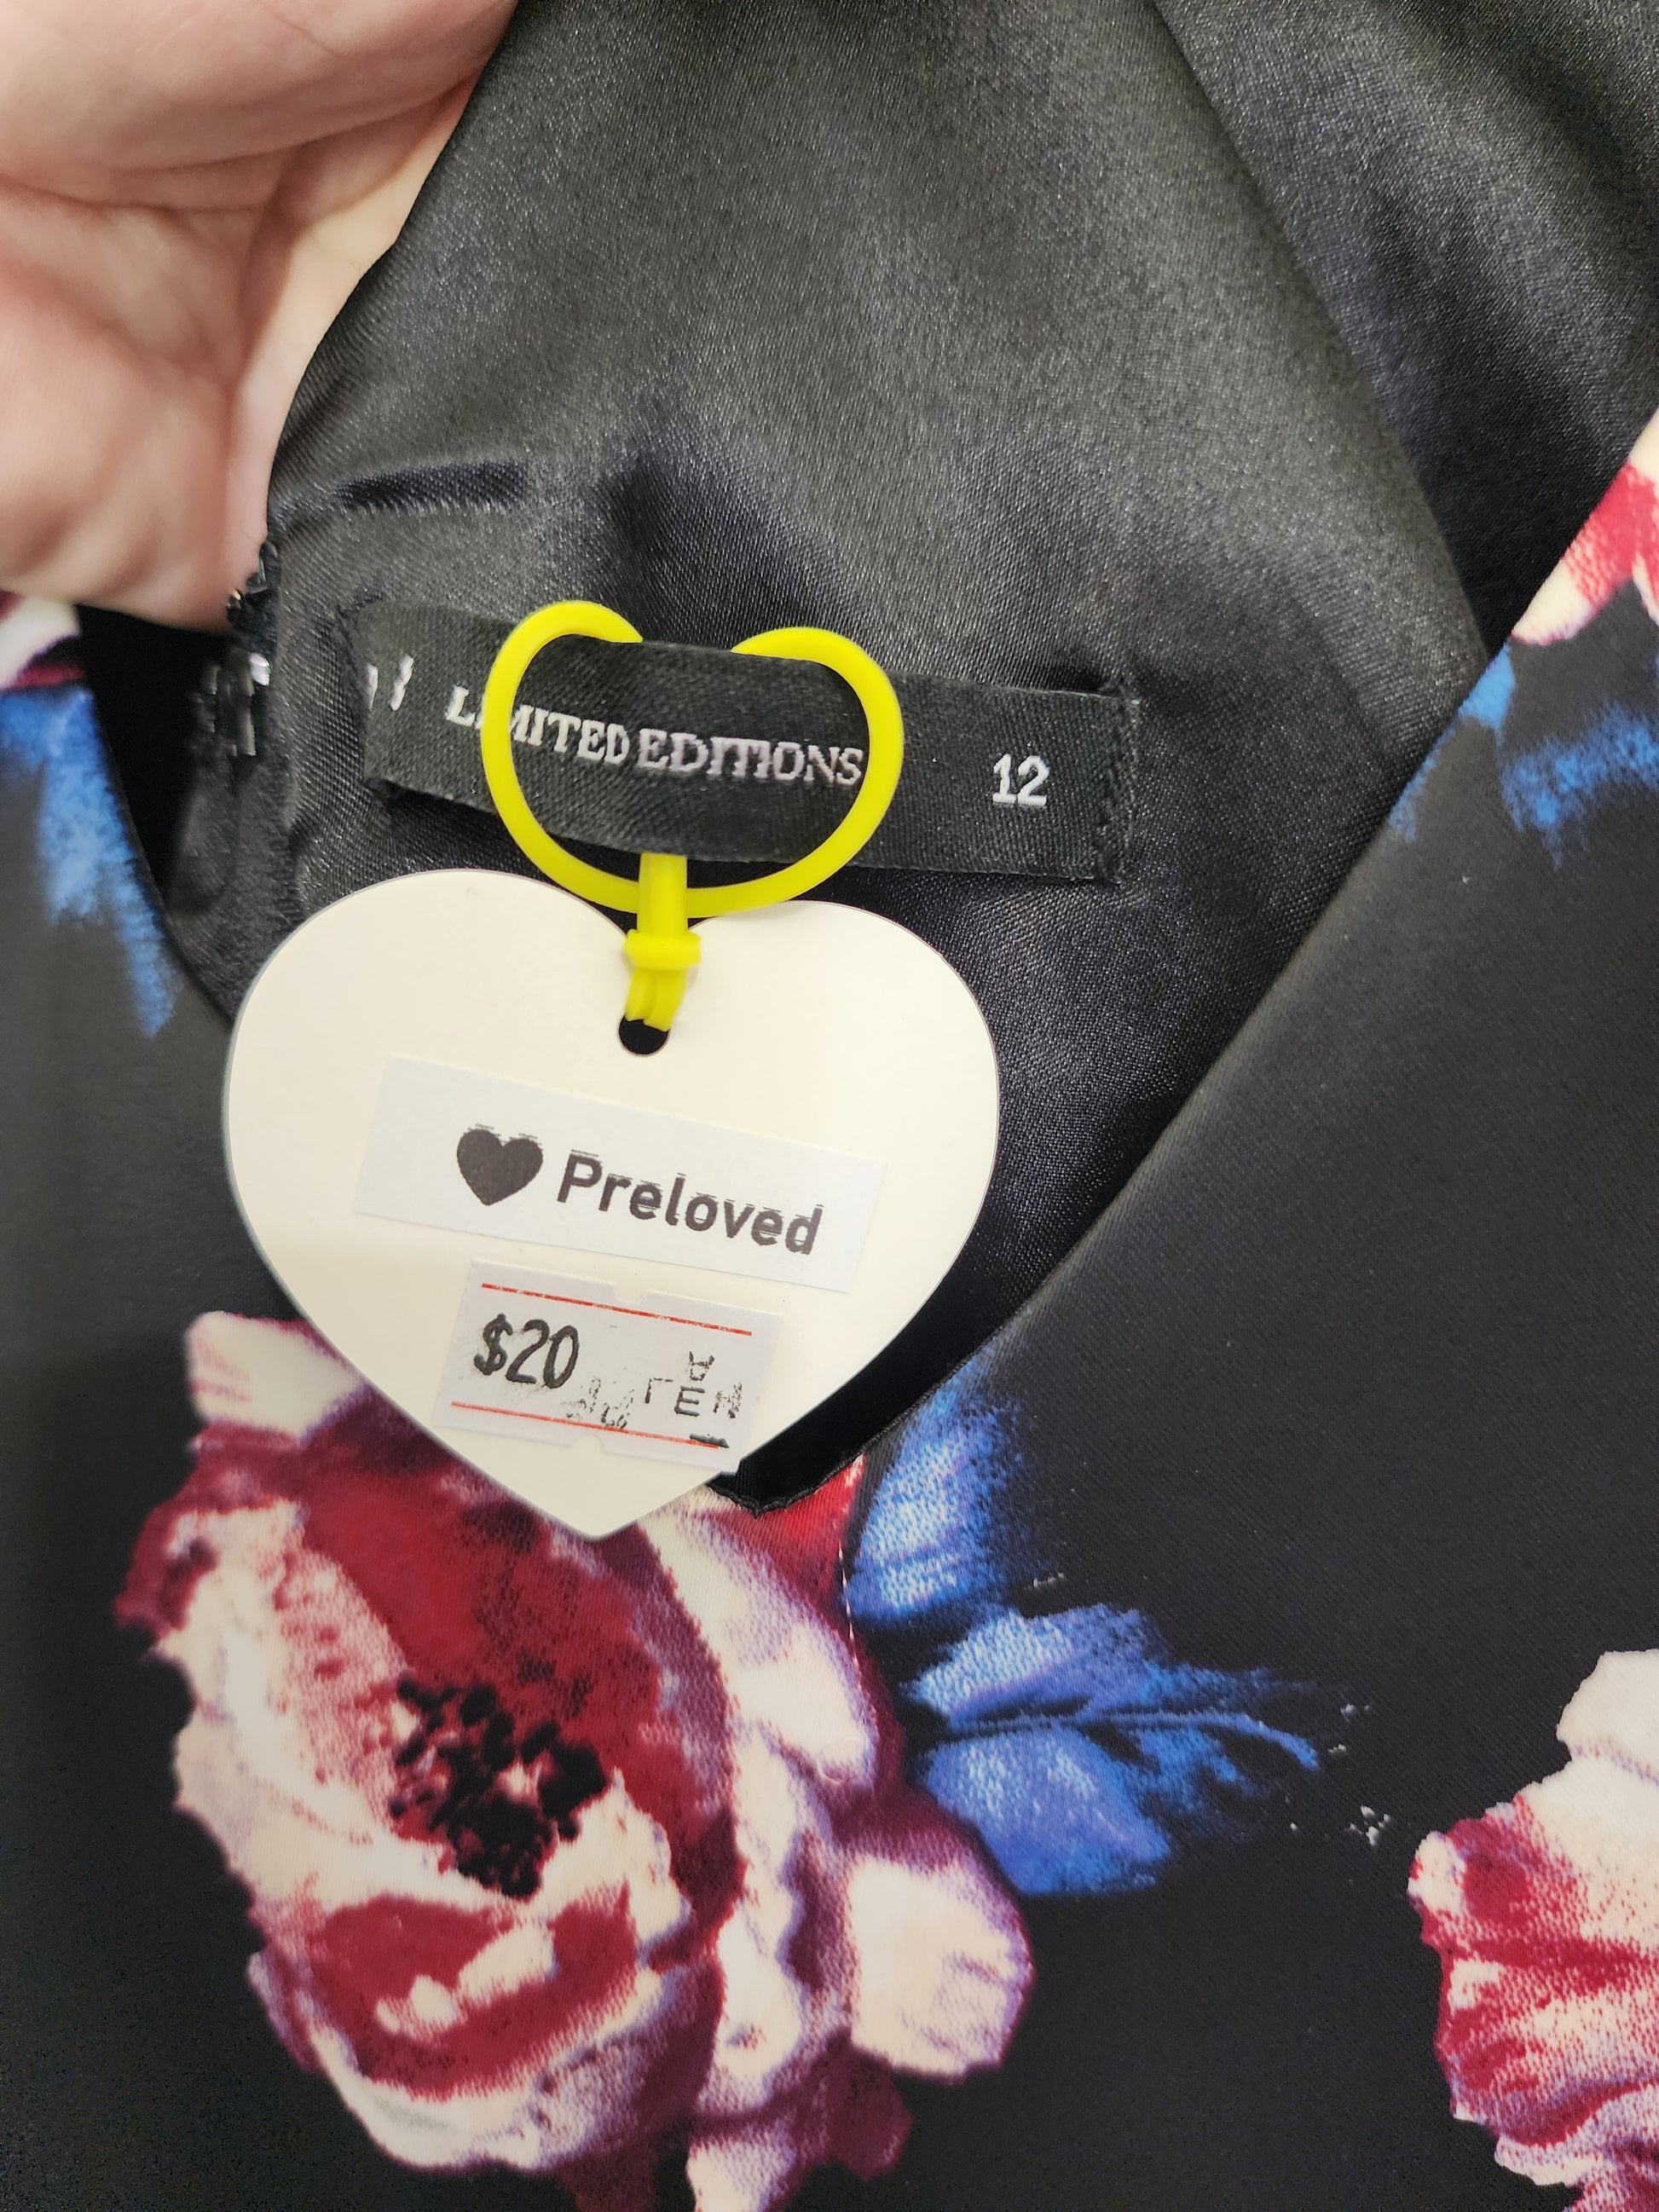 LIMITED EDITIONS 12
♥ Preloved
$20